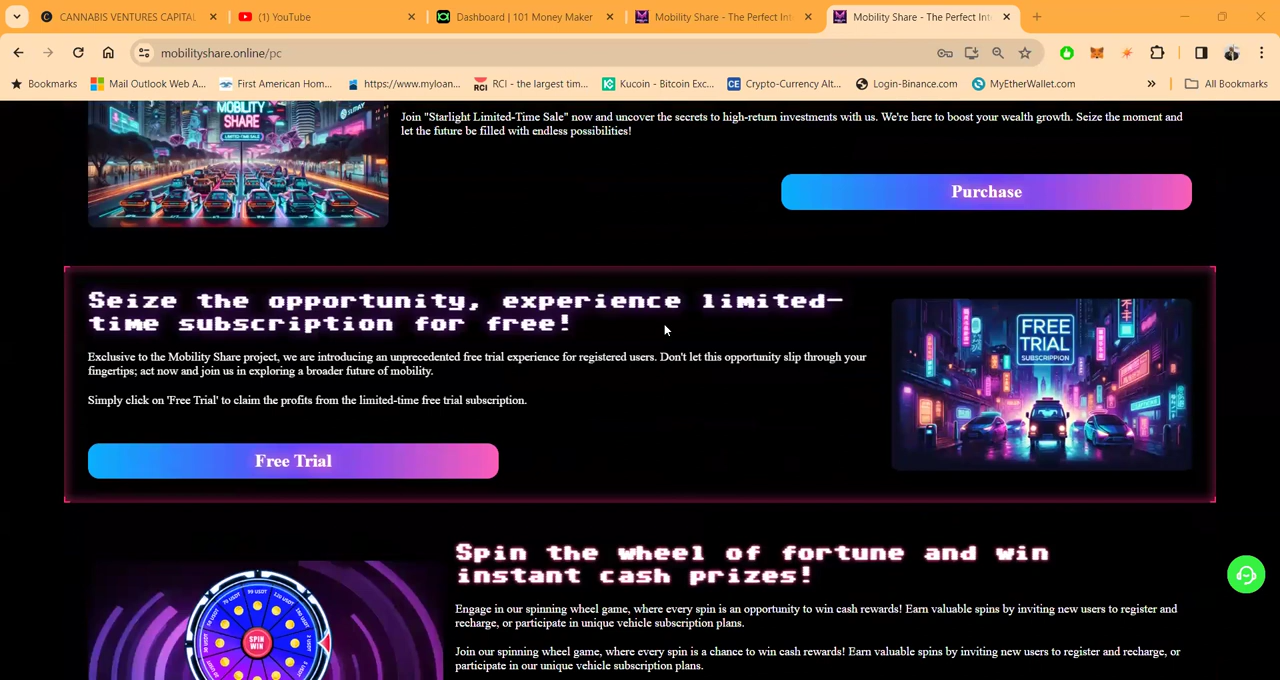 CANNABIS VENTURES CAPITAL
(1) YouTube
Dashboard | 101 Money Maker
Mobility Share - The Perfect Int
Mobility Share - The Perfect Int
mobilityshare.online/pc
Bookmarks
Mail Outlook Web A...
First American Hom...
https://www.myloan...
RCI - the largest tim...
Kucoin - Bitcoin Exc...
Crypto-Currency Alt...
Login-Binance.com
MyEtherWallet.com
All Bookmarks
MOBILITY
SHARE
LIMITED-TIME SALE
Join "Starlight Limited-Time Sale" now and uncover the secrets to high-return investments with us. We're here to boost your wealth growth. Seize the moment and
let the future be filled with endless possibilities!
Purchase
Seize the opportunity, experience limited-
time subscription for free!
Exclusive to the Mobility Share project, we are introducing an unprecedented free trial experience for registered users. Don't let this opportunity slip through your
fingertips; act now and join us in exploring a broader future of mobility.
Simply click on 'Free Trial' to claim the profits from the limited-time free trial subscription.
Free Trial
FREE
TRIAL
SUBSCRIPPION
Spin the wheel of fortune and win
instant cash prizes!
Engage in our spinning wheel game, where every spin is an opportunity to win cash rewards! Earn valuable spins by inviting new users to register and
recharge, or participate in unique vehicle subscription plans.
Join our spinning wheel game, where every spin is a chance to win cash rewards! Earn valuable spins by inviting new users to register and recharge, or
participate in our unique vehicle subscription plans.
SPIN
WIN